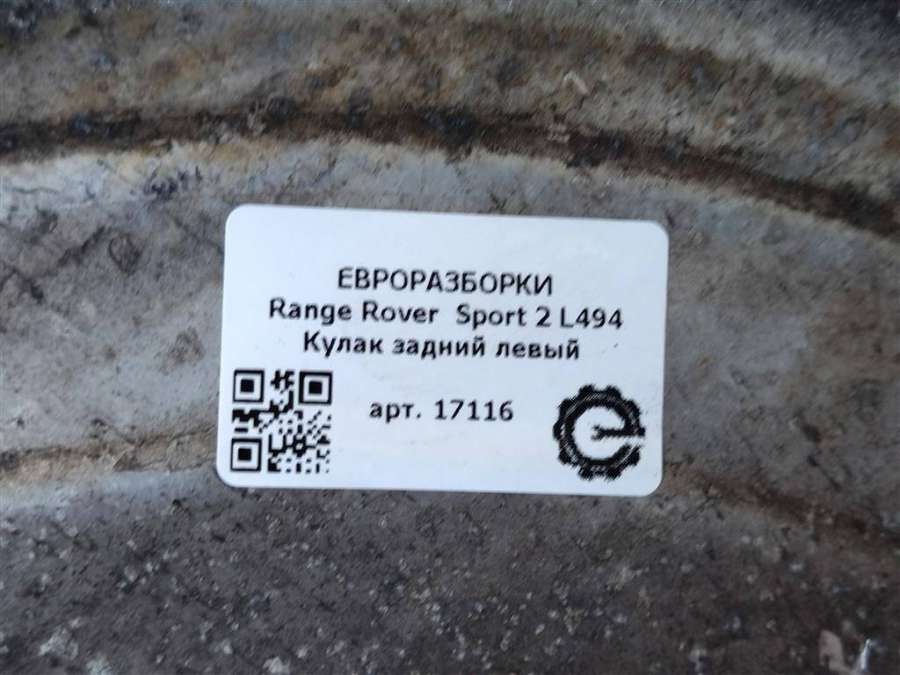 ЕВРОРАЗБОРКИ
Range Rover Sport 2 L494
Кулак задний левый
арт. 17116